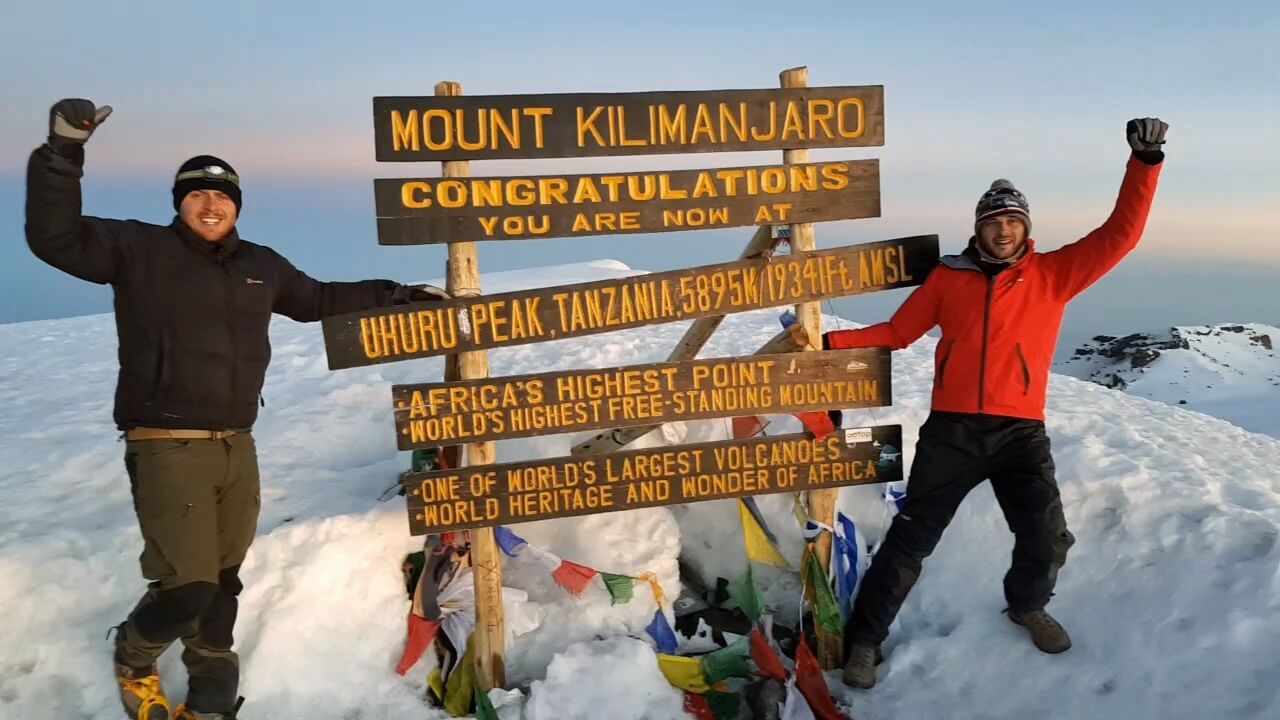 MOUNT KILIMANJARO
CONGRATULATIONS
YOU ARE NOW AT
UHURU PEAK, TANZANIA, 5895M/19341Ft AMSL
•AFRICA'S HIGHEST POINT
•WORLD'S HIGHEST FREE-STANDING MOUNTAIN
•ONE OF WORLD'S LARGEST VOLCANOES
•WORLD HERITAGE AND WONDER OF AFRICA